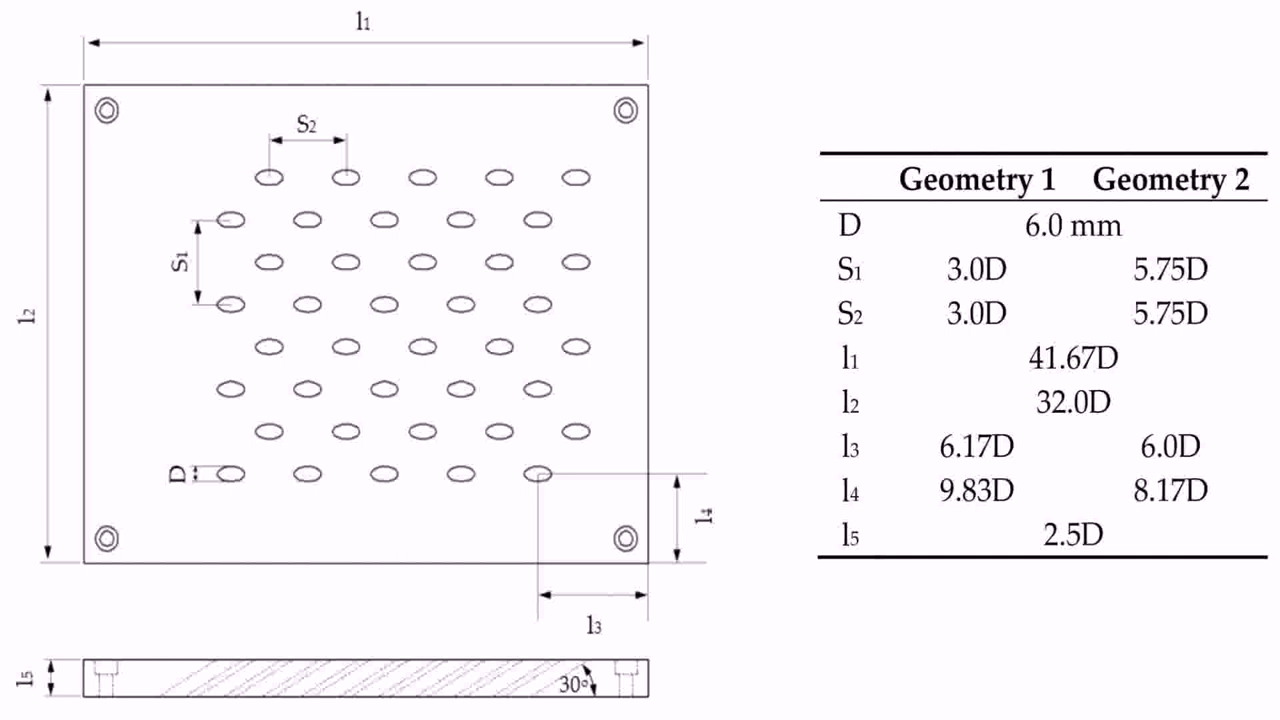 l1
S2
S1
l2
D
l4
l3
l5
30°
Geometry 1 Geometry 2
D 6.0 mm
S1 3.0D 5.75D
S2 3.0D 5.75D
l1 41.67D
l2 32.0D
l3 6.17D 6.0D
l4 9.83D 8.17D
l5 2.5D